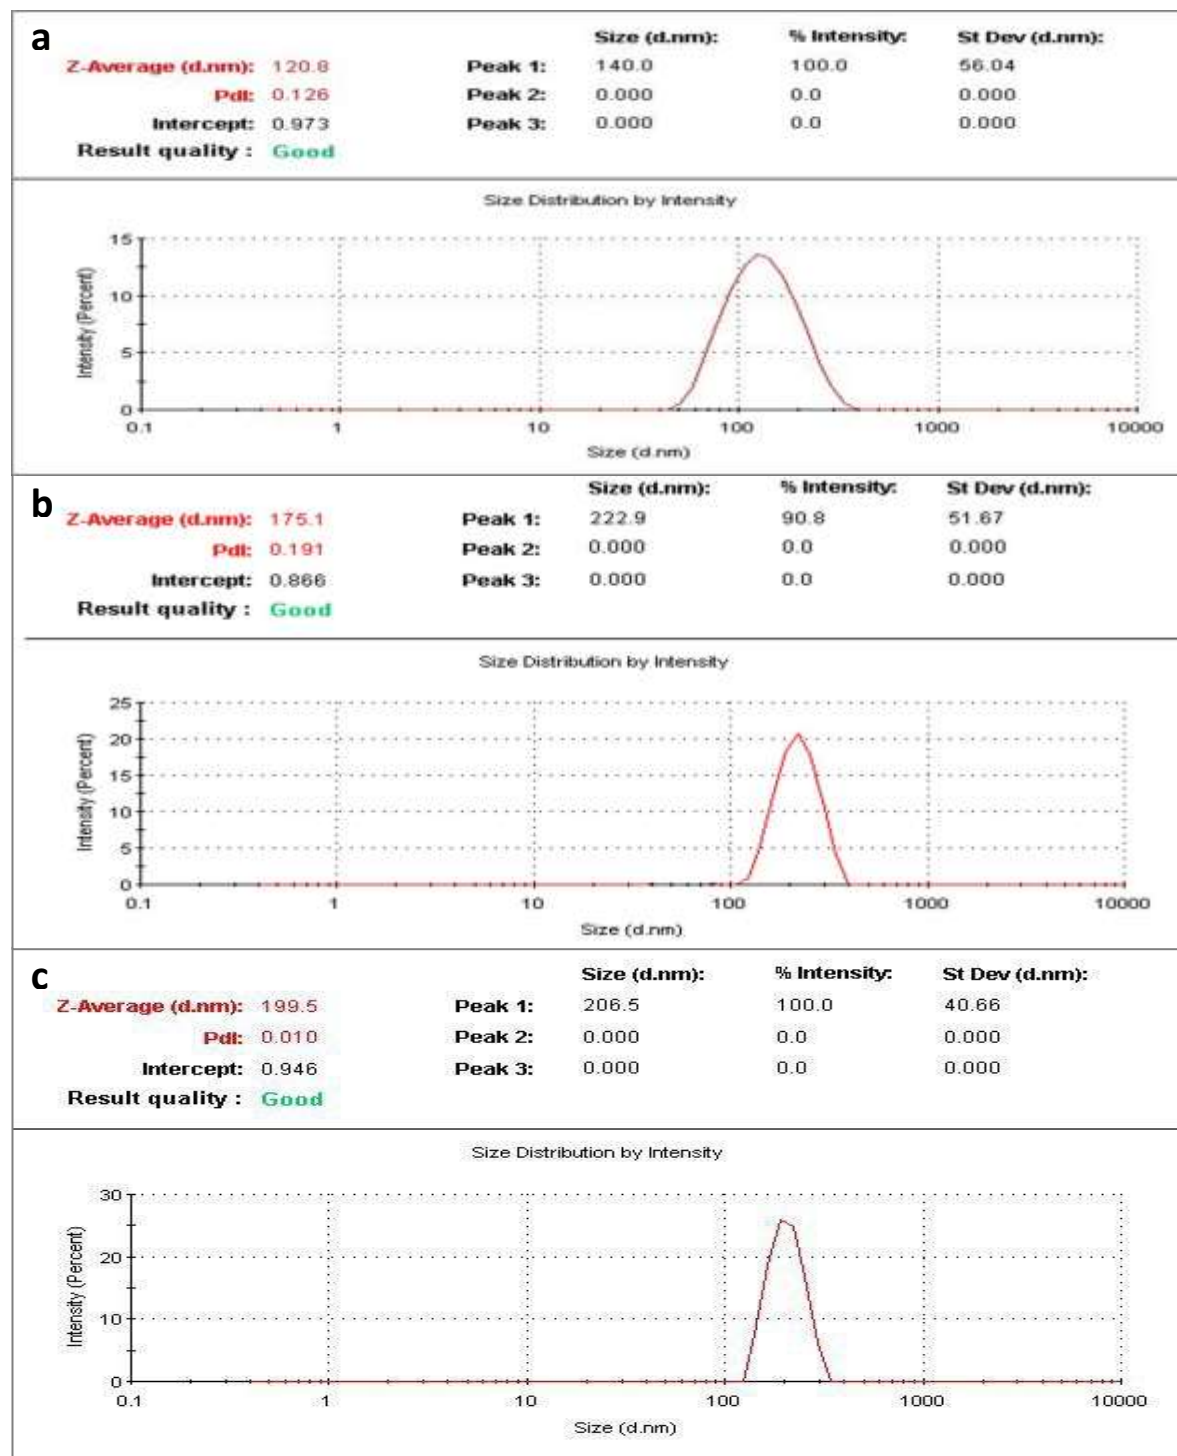 a
Size (d.nm): % Intensity: St Dev (d.nm):
Z-Average (d.nm): 120.8 Peak 1: 140.0 100.0 56.04
PdI: 0.126 Peak 2: 0.000 0.0 0.000
Intercept: 0.973 Peak 3: 0.000 0.0 0.000
Result quality : Good
Size Distribution by Intensity
15
10
5
0
Intensity (Percent)
0.1 1 10 100 1000 10000
Size (d.nm)
b
Size (d.nm): % Intensity: St Dev (d.nm):
Z-Average (d.nm): 175.1 Peak 1: 222.9 90.8 51.67
PdI: 0.191 Peak 2: 0.000 0.0 0.000
Intercept: 0.866 Peak 3: 0.000 0.0 0.000
Result quality : Good
Size Distribution by Intensity
25
20
15
10
5
0
Intensity (Percent)
0.1 1 10 100 1000 10000
Size (d.nm)
c
Size (d.nm): % Intensity: St Dev (d.nm):
Z-Average (d.nm): 199.5 Peak 1: 206.5 100.0 40.66
PdI: 0.010 Peak 2: 0.000 0.0 0.000
Intercept: 0.946 Peak 3: 0.000 0.0 0.000
Result quality : Good
Size Distribution by Intensity
30
20
10
0
Intensity (Percent)
0.1 1 10 100 1000 10000
Size (d.nm)